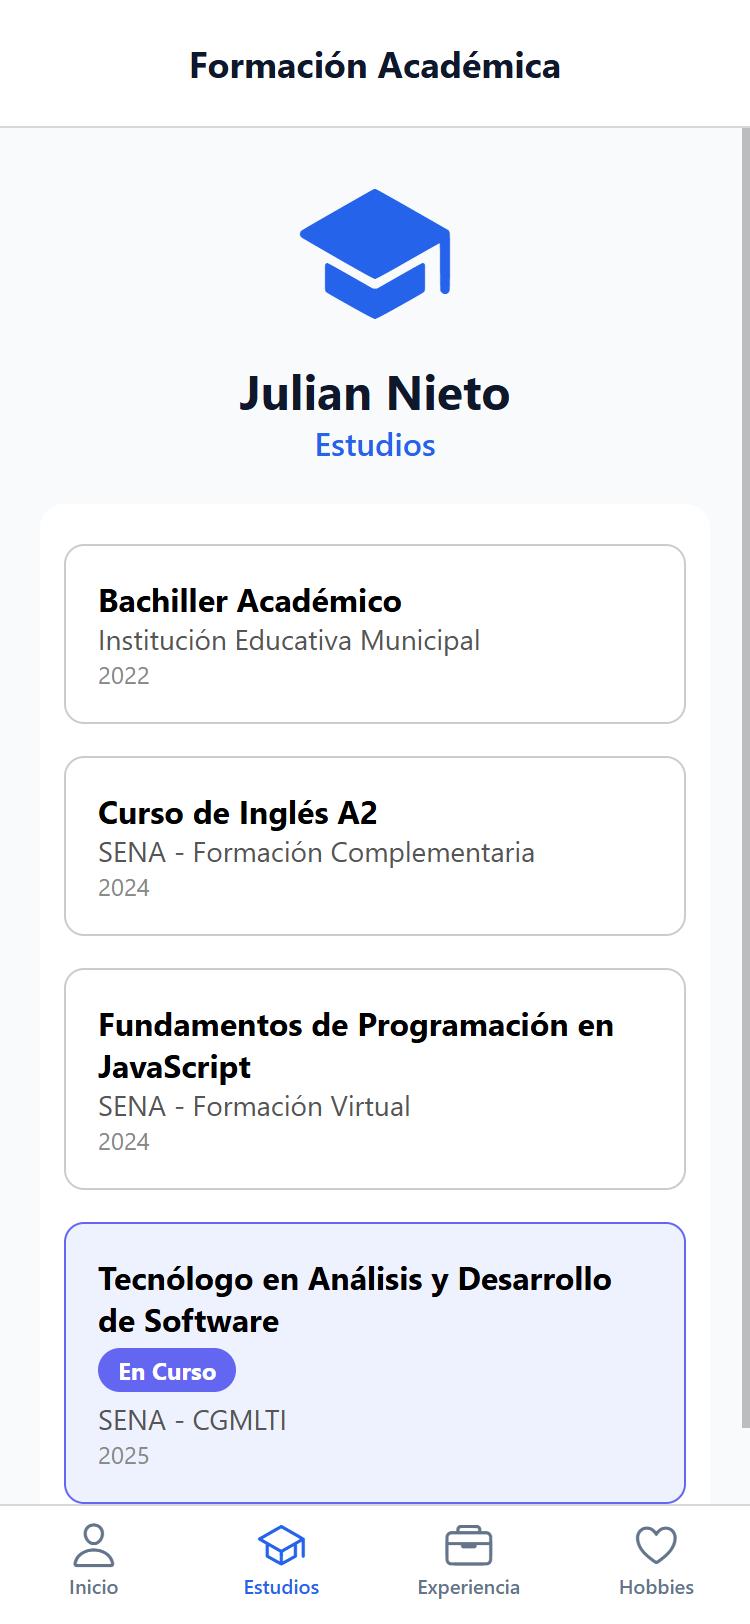 Formación Académica
Julian Nieto
Estudios
Bachiller Académico
Institución Educativa Municipal
2022
Curso de Inglés A2
SENA - Formación Complementaria
2024
Fundamentos de Programación en
JavaScript
SENA - Formación Virtual
2024
Tecnólogo en Análisis y Desarrollo
de Software
En Curso
SENA - CGMLTI
2025
Inicio
Estudios
Experiencia
Hobbies